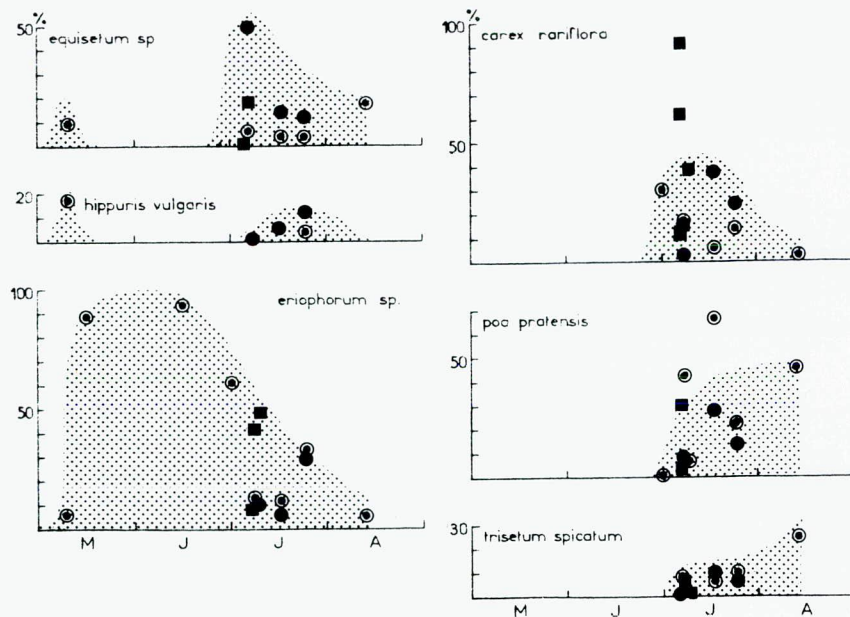 %
50
equisetum sp
20
hippuris vulgaris
100
eriophorum sp.
50
M J J A
%
100
carex rariflora
50
poa pratensis
50
30
trisetum spicatum
M J J A